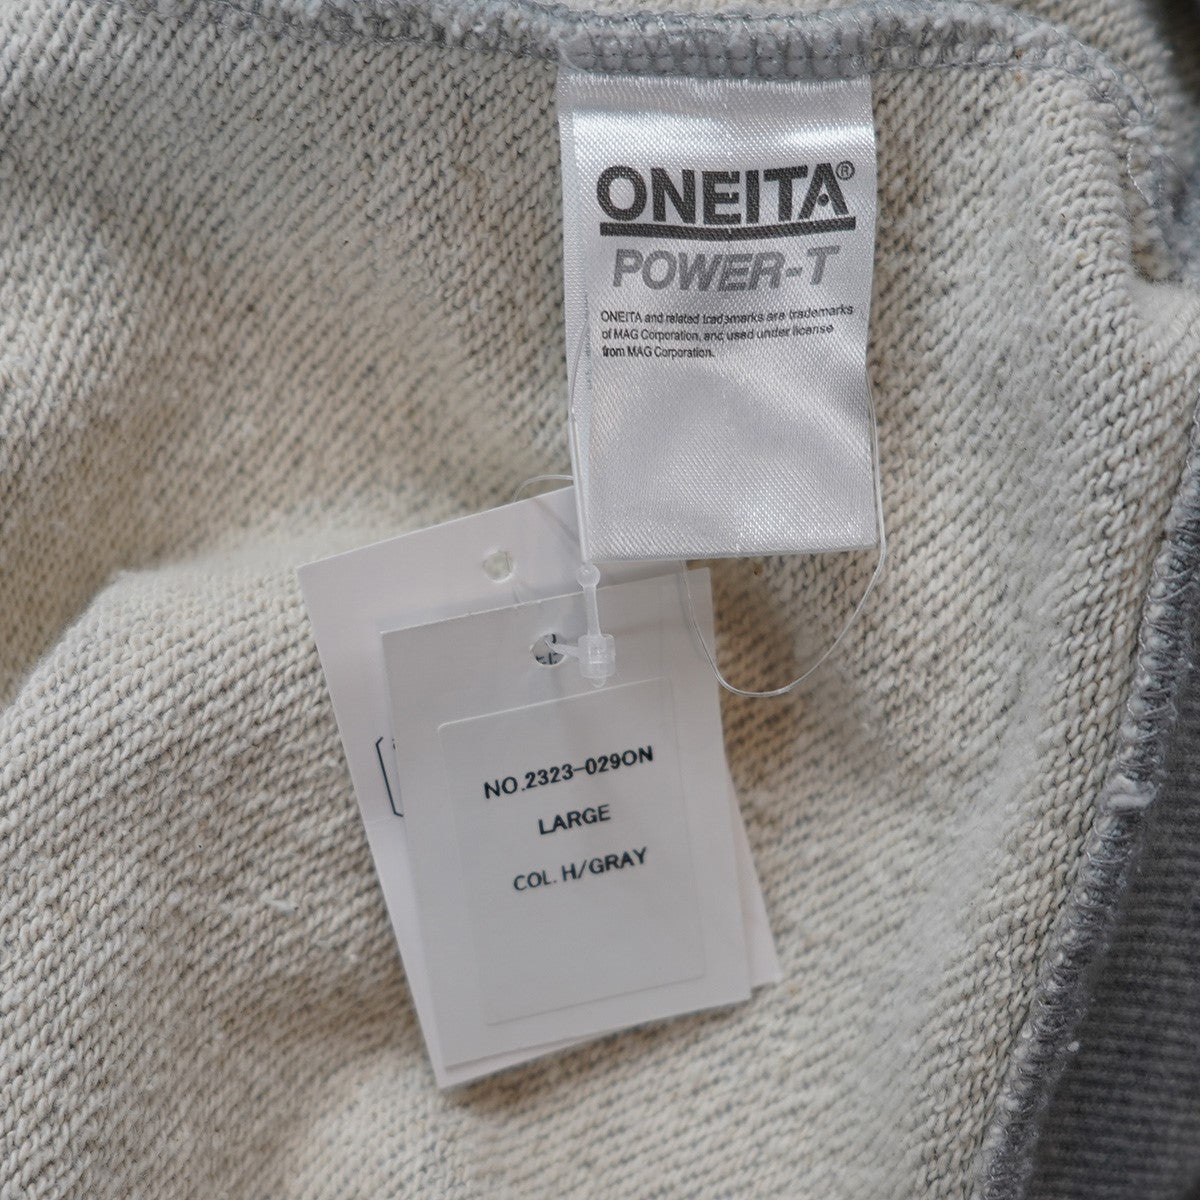 ONEITA®
POWER-T
ONEITA and related trademarks are trademarks
of MAG Corporation, and used under license
from MAG Corporation.
NO.2323-029ON
LARGE
COL.H/GRAY